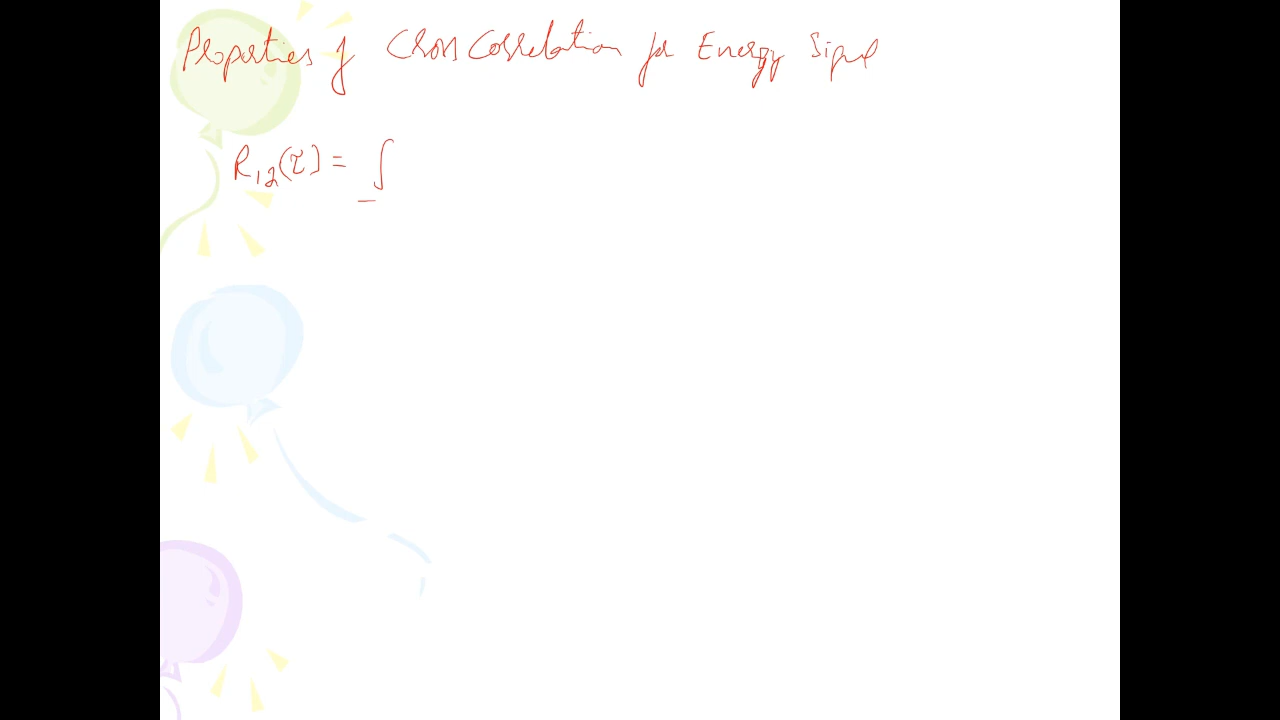 Properties of Cross Correlation for Energy Signal
R₁₂(τ) = ∫